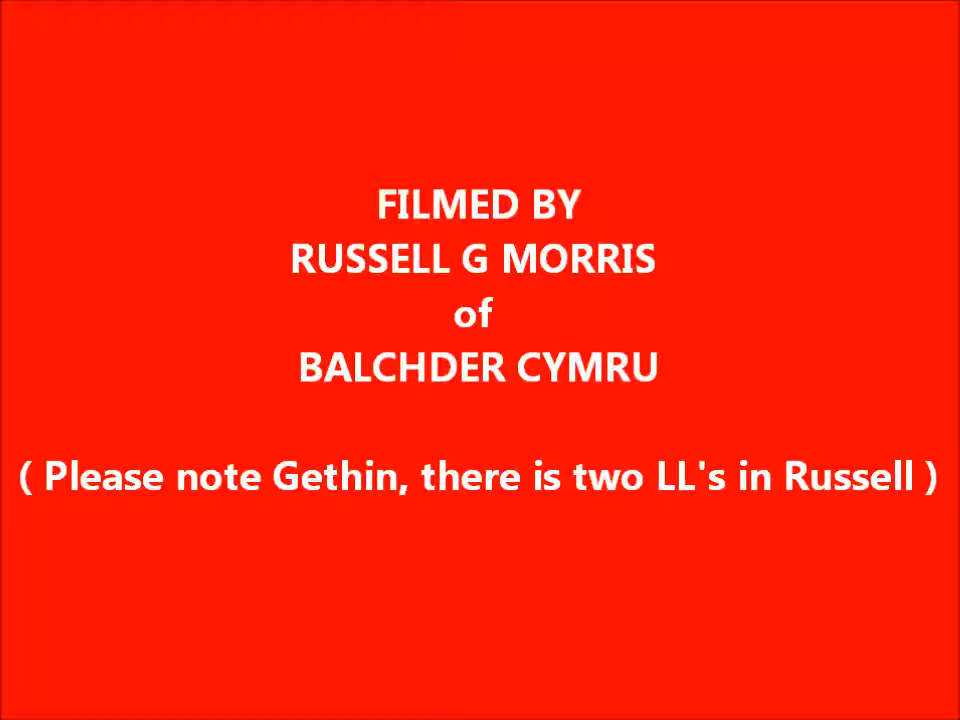 FILMED BY
RUSSELL G MORRIS
of
BALCHDER CYMRU
( Please note Gethin, there is two LL's in Russell )